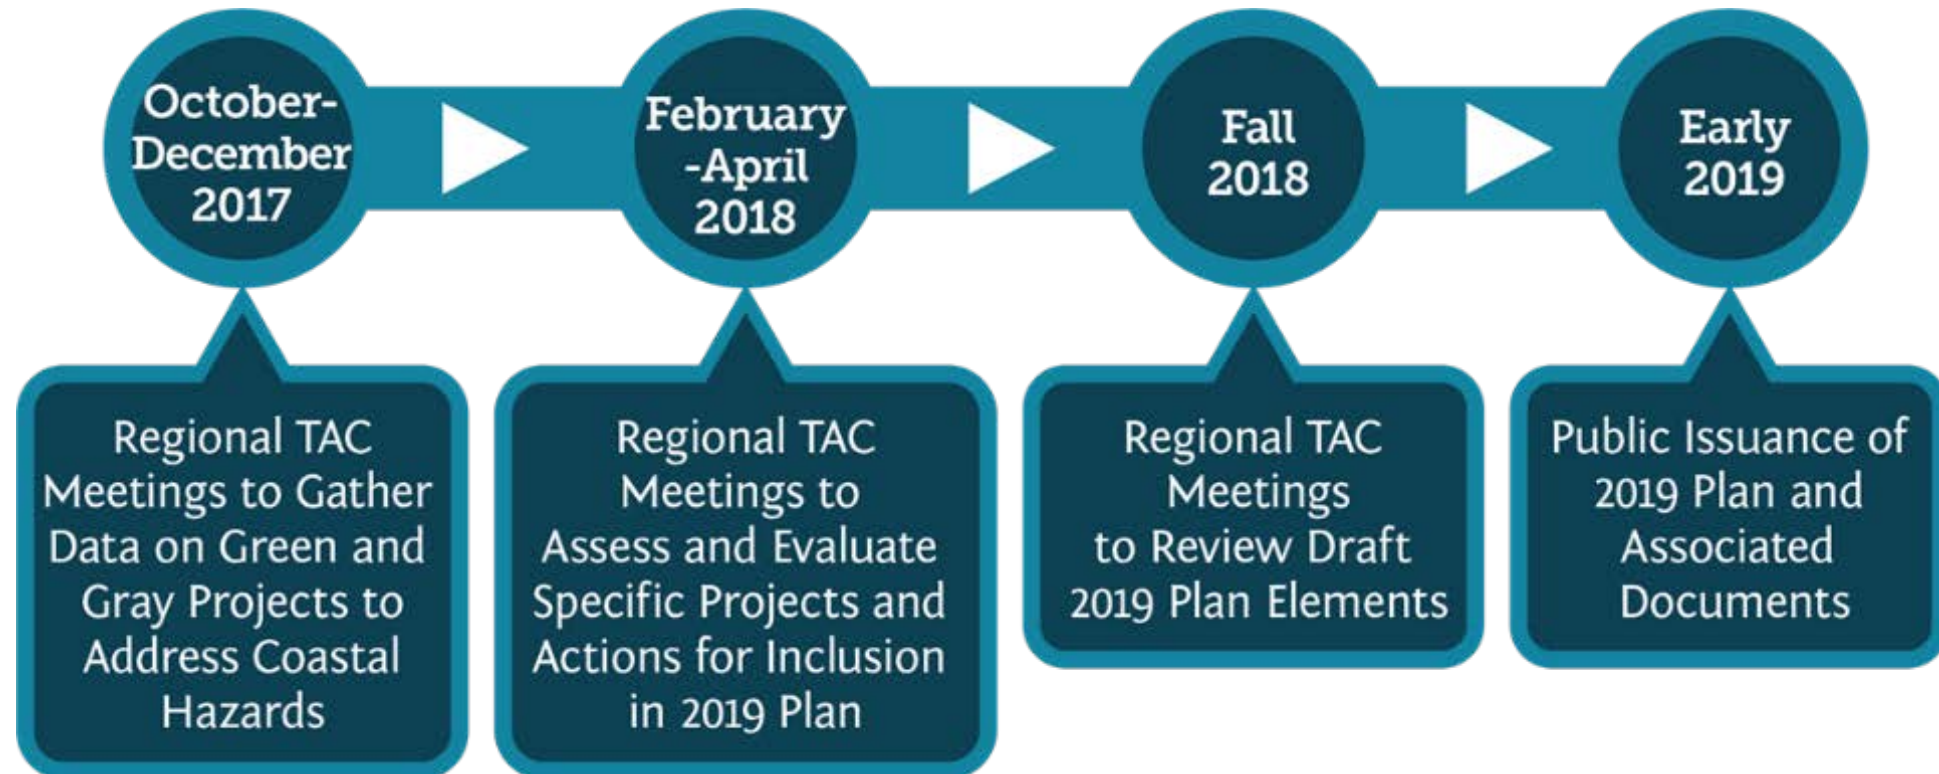 October-
December
2017
February
-April
2018
Fall
2018
Early
2019
Regional TAC
Meetings to Gather
Data on Green and
Gray Projects to
Address Coastal
Hazards
Regional TAC
Meetings to
Assess and Evaluate
Specific Projects and
Actions for Inclusion
in 2019 Plan
Regional TAC
Meetings
to Review Draft
2019 Plan Elements
Public Issuance of
2019 Plan and
Associated
Documents